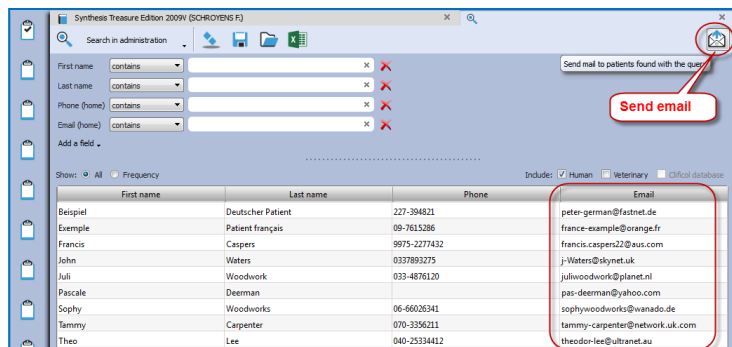 Synthesis Treasure Edition 2009V (SCHROYENS F.)
Search in administration
First name contains
Send mail to patients found with the query
Last name contains
Phone (home) contains
Send email
Email (home) contains
Add a field
Show: All Frequency Include: Human Veterinary Clificol database
First name Last name Phone Email
Beispiel Deutscher Patient 227-394821 peter-german@fastnet.de
Exemple Patient français 09-7615286 france-example@orange.fr
Francis Caspers 9975-2277432 francis.caspers22@aus.com
John Waters 0337893275 j-Waters@skynet.uk
Juli Woodwork 033-4876120 juliwoodwork@planet.nl
Pascale Deerman pas-deerman@yahoo.com
Sophy Woodworks 06-66026341 sophywoodworks@wanado.de
Tammy Carpenter 070-3356211 tammy-carpenter@network.uk.com
Theo Lee 040-25334412 theodor-lee@ultranet.au